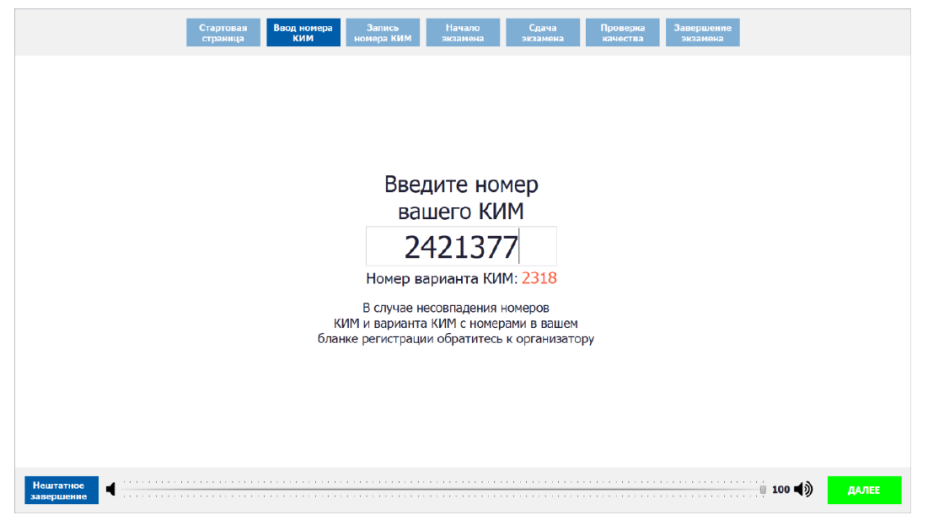 Стартовая страница
Ввод номера КИМ
Запись номера КИМ
Начало экзамена
Сдача экзамена
Проверка качества
Завершение экзамена
Введите номер
вашего КИМ
2421377
Номер варианта КИМ: 2318
В случае несовпадения номеров
КИМ и варианта КИМ с номерами в вашем
бланке регистрации обратитесь к организатору
Нештатное
завершение
100
ДАЛЕЕ